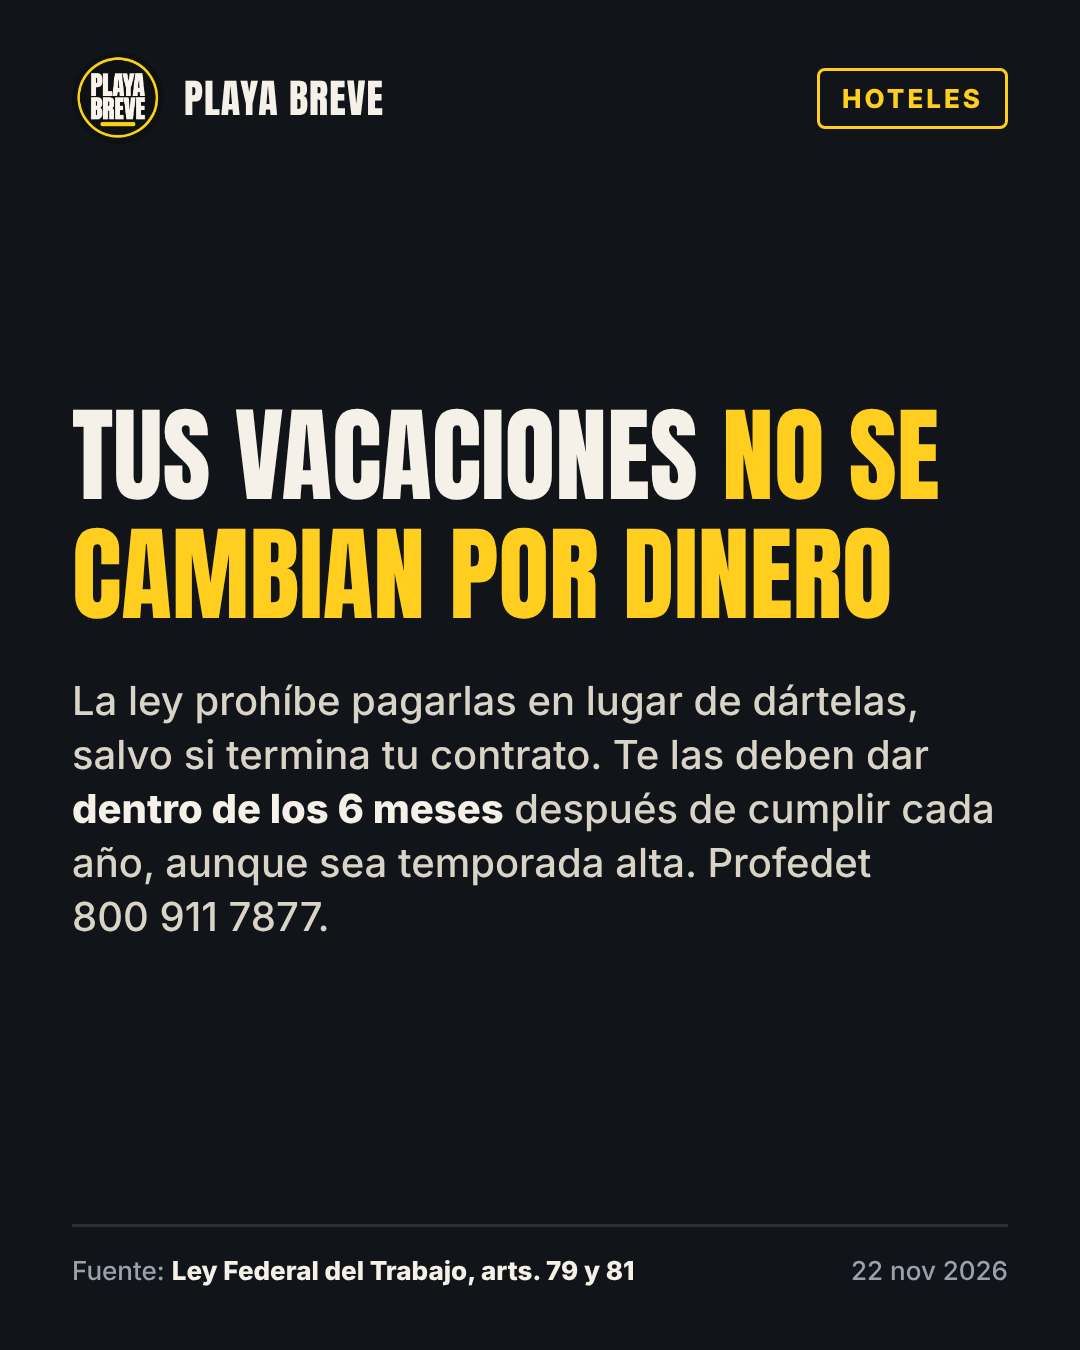 PLAYA
BREVE
PLAYA BREVE
HOTELES
TUS VACACIONES NO SE
CAMBIAN POR DINERO
La ley prohíbe pagarlas en lugar de dártelas,
salvo si termina tu contrato. Te las deben dar
dentro de los 6 meses después de cumplir cada
año, aunque sea temporada alta. Profedet
800 911 7877.
Fuente: Ley Federal del Trabajo, arts. 79 y 81
22 nov 2026